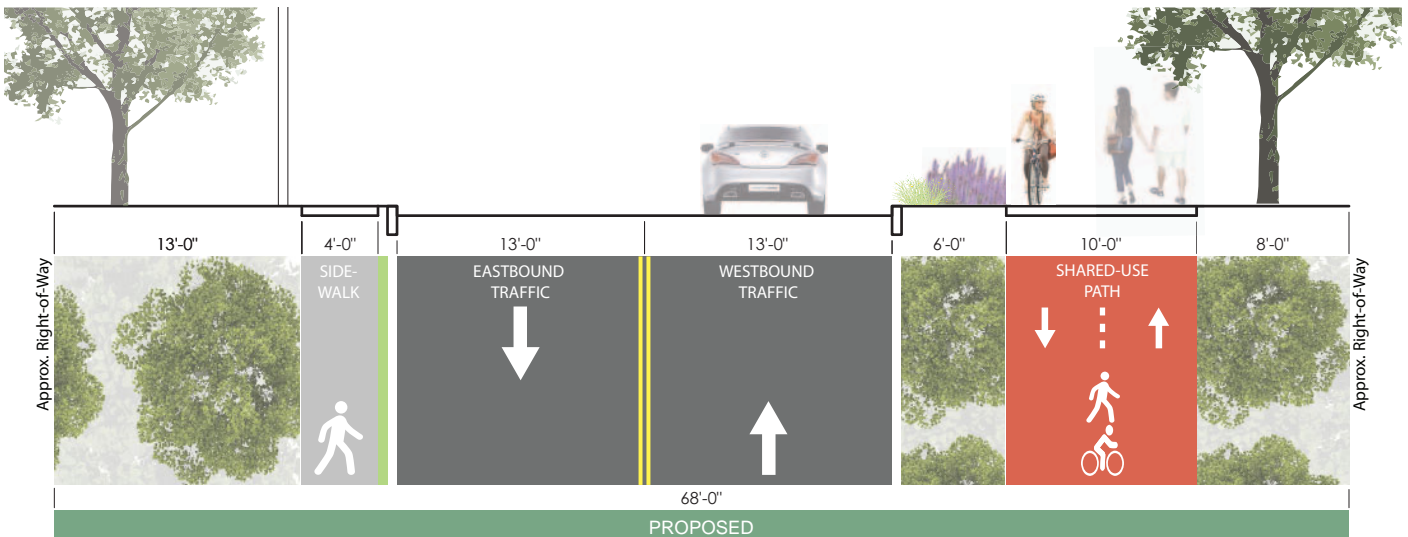 13'-0"
4'-0"
13'-0"
13'-0"
6'-0"
10'-0"
8'-0"
Approx. Right-of-Way
SIDE-
WALK
EASTBOUND
TRAFFIC
WESTBOUND
TRAFFIC
SHARED-USE
PATH
Approx. Right-of-Way
68'-0"
PROPOSED